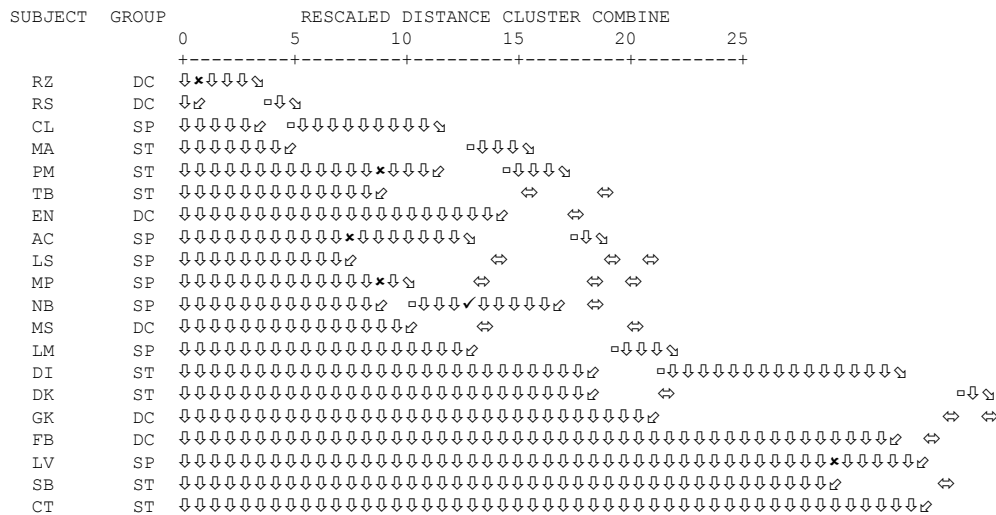 SUBJECT GROUP RESCALED DISTANCE CLUSTER COMBINE
0 5 10 15 20 25
+---------+---------+---------+---------+---------+
RZ DC
RS DC
CL SP
MA ST
PM ST
TB ST
EN DC
AC SP
LS SP
MP SP
NB SP
MS DC
LM SP
DI ST
DK ST
GK DC
FB DC
LV SP
SB ST
CT ST